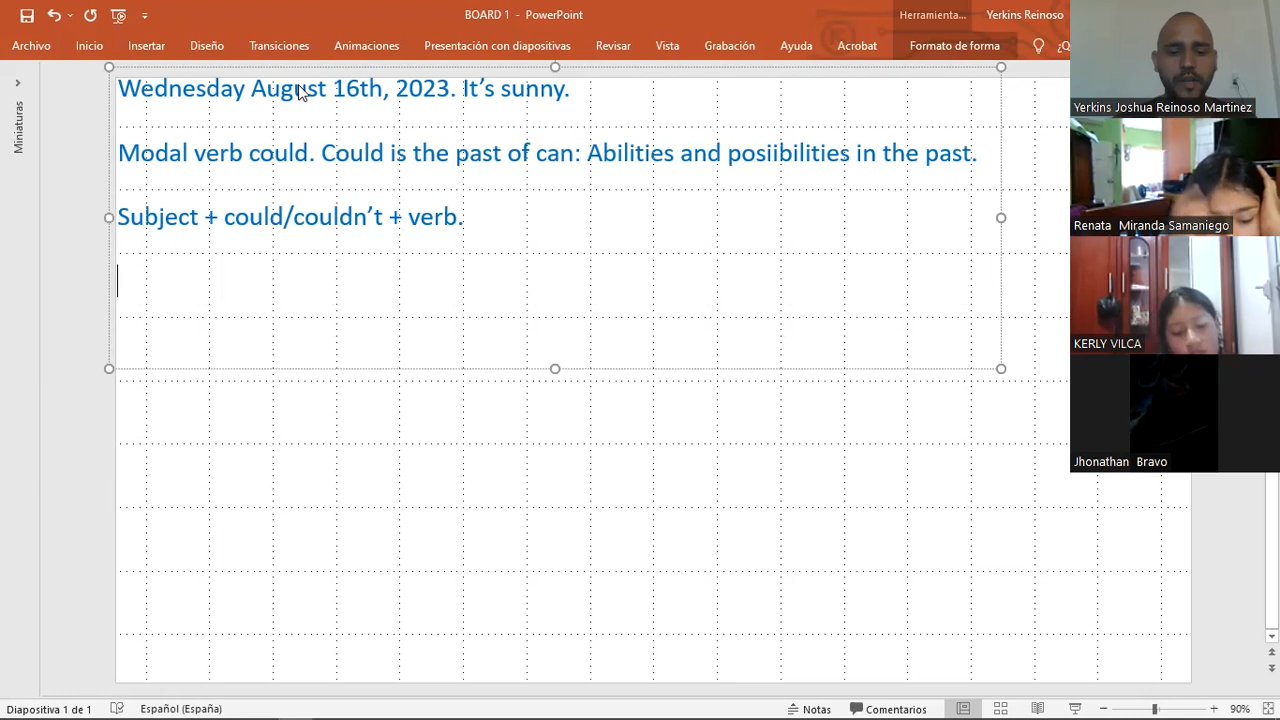 BOARD 1 - PowerPoint
Herramienta...
Yerkins Reinoso
Archivo
Inicio
Insertar
Diseño
Transiciones
Animaciones
Presentación con diapositivas
Revisar
Vista
Grabación
Ayuda
Acrobat
Formato de forma
¿Q
Miniaturas
Wednesday August 16th, 2023. It’s sunny.
Modal verb could. Could is the past of can: Abilities and posiibilities in the past.
Subject + could/couldn’t + verb.
Yerkins Joshua Reinoso Martinez
Renata Miranda Samaniego
KERLY VILCA
Jhonathan Bravo
Diapositiva 1 de 1
Español (España)
Notas
Comentarios
90%